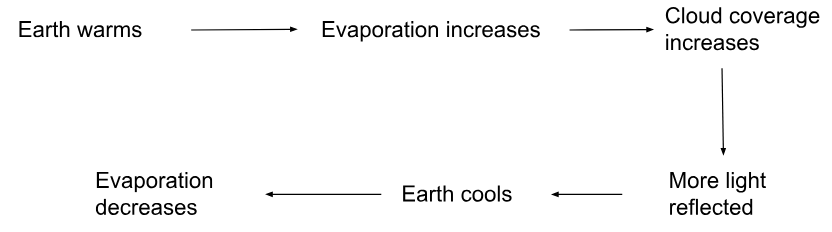 Earth warms
Evaporation increases
Cloud coverage
increases
More light
reflected
Earth cools
Evaporation
decreases